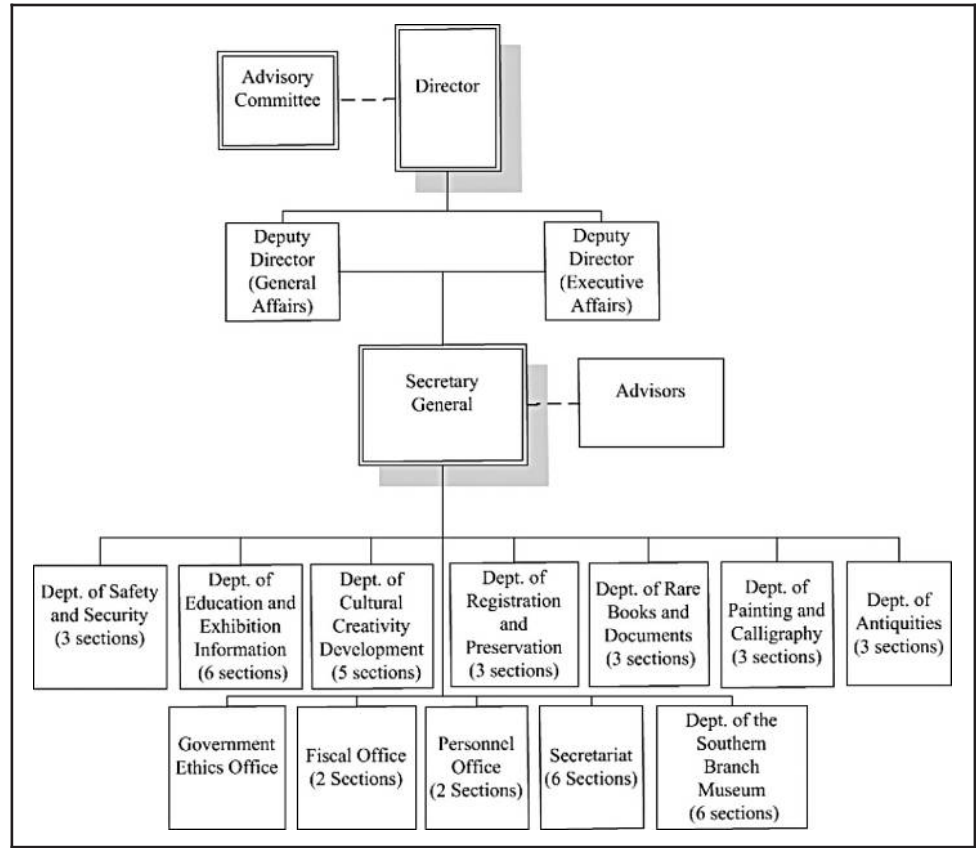 Advisory
Committee
Director
Deputy
Director
(General
Affairs)
Deputy
Director
(Executive
Affairs)
Secretary
General
Advisors
Dept. of Safety
and Security
(3 sections)
Dept. of
Education and
Exhibition
Information
(6 sections)
Dept. of
Cultural
Creativity
Development
(5 sections)
Dept. of
Registration
and
Preservation
(3 sections)
Dept. of Rare
Books and
Documents
(3 sections)
Dept. of
Painting and
Calligraphy
(3 sections)
Dept. of
Antiquities
(3 sections)
Government
Ethics Office
Fiscal Office
(2 Sections)
Personnel
Office
(2 Sections)
Secretariat
(6 Sections)
Dept. of the
Southern
Branch
Museum
(6 sections)